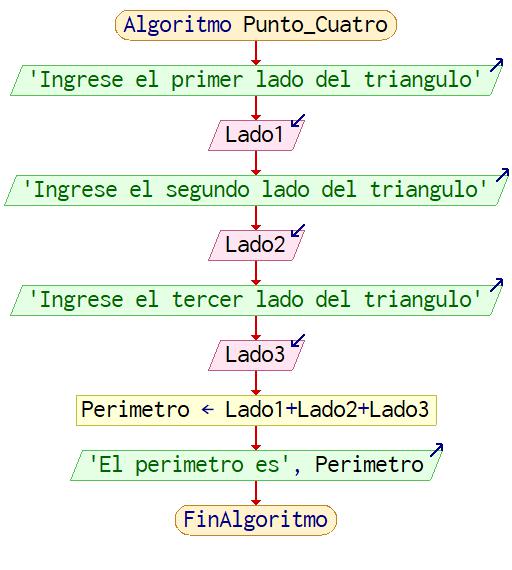 Algoritmo Punto_Cuatro
'Ingrese el primer lado del triangulo'
Lado1
'Ingrese el segundo lado del triangulo'
Lado2
'Ingrese el tercer lado del triangulo'
Lado3
Perimetro ← Lado1+Lado2+Lado3
'El perimetro es', Perimetro
FinAlgoritmo